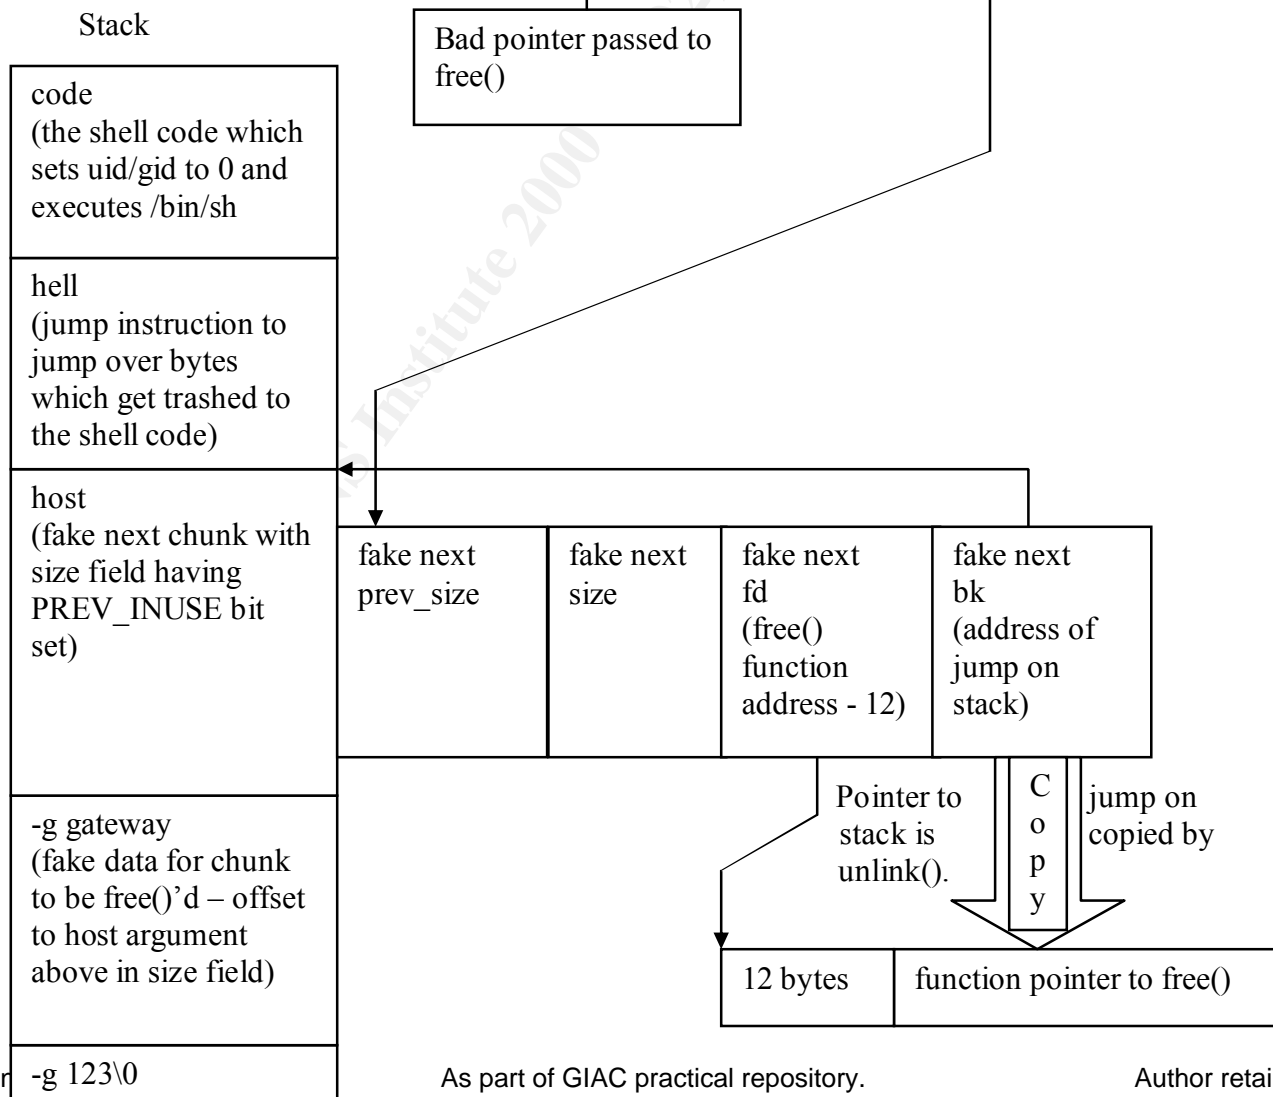 Stack
Bad pointer passed to
free()
code
(the shell code which
sets uid/gid to 0 and
executes /bin/sh
hell
(jump instruction to
jump over bytes
which get trashed to
the shell code)
host
(fake next chunk with
size field having
PREV_INUSE bit
set)
fake next
prev_size
fake next
size
fake next
fd
(free()
function
address - 12)
fake next
bk
(address of
jump on
stack)
-g gateway
(fake data for chunk
to be free()’d – offset
to host argument
above in size field)
Pointer to
stack is
unlink().
C
o
p
y
jump on
copied by
12 bytes
function pointer to free()
-g 123\0
Institute 2000
As part of GIAC practical repository.
Author retai